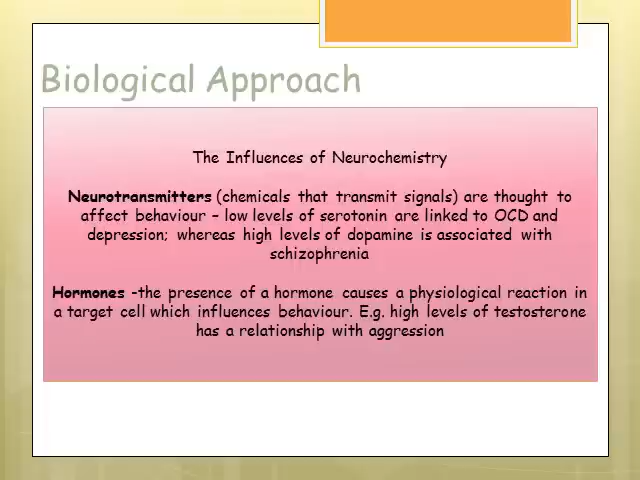 Biological Approach
The Influences of Neurochemistry
Neurotransmitters (chemicals that transmit signals) are thought to
affect behaviour – low levels of serotonin are linked to OCD and
depression; whereas high levels of dopamine is associated with
schizophrenia
Hormones -the presence of a hormone causes a physiological reaction in
a target cell which influences behaviour. E.g. high levels of testosterone
has a relationship with aggression